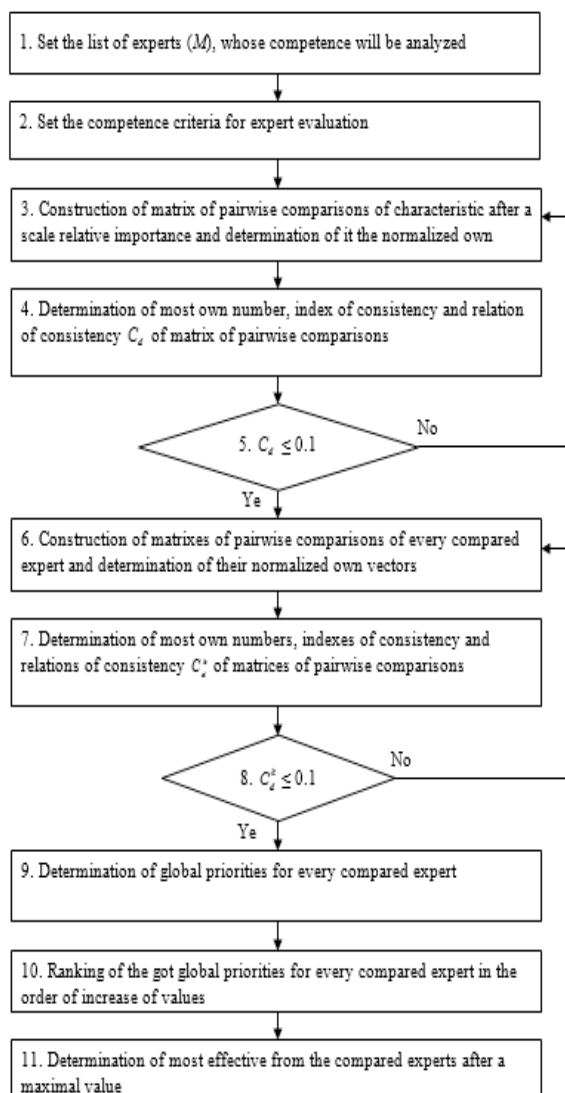 1. Set the list of experts (M), whose competence will be analyzed
2. Set the competence criteria for expert evaluation
3. Construction of matrix of pairwise comparisons of characteristic after a
scale relative importance and determination of it the normalized own
4. Determination of most own number, index of consistency and relation
of consistency C_d of matrix of pairwise comparisons
5. C_d ≤ 0.1
No
Ye
6. Construction of matrixes of pairwise comparisons of every compared
expert and determination of their normalized own vectors
7. Determination of most own numbers, indexes of consistency and
relations of consistency C_d^k of matrices of pairwise comparisons
8. C_d^k ≤ 0.1
No
Ye
9. Determination of global priorities for every compared expert
10. Ranking of the got global priorities for every compared expert in the
order of increase of values
11. Determination of most effective from the compared experts after a
maximal value